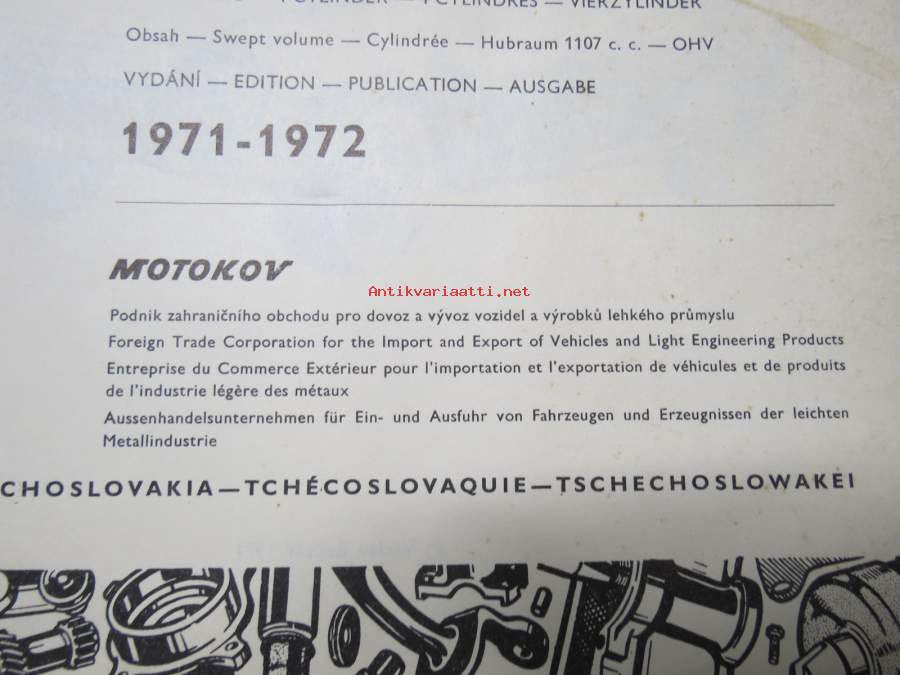 4 CYLINDRES — VIERZYLINDER
Obsah — Swept volume — Cylindrée — Hubraum 1107 c. c. — OHV
VYDÁNÍ — EDITION — PUBLICATION — AUSGABE
1971-1972
MOTOKOV
Antikvariaatti.net
Podnik zahraničního obchodu pro dovoz a vývoz vozidel a výrobků lehkého průmyslu
Foreign Trade Corporation for the Import and Export of Vehicles and Light Engineering Products
Entreprise du Commerce Extérieur pour l'importation et l'exportation de véhicules et de produits
de l'industrie légère des métaux
Aussenhandelsunternehmen für Ein- und Ausfuhr von Fahrzeugen und Erzeugnissen der leichten
Metallindustrie
CHOSLOVAKIA—TCHÉCOSLOVAQUIE—TSCHECHOSLOWAKEI